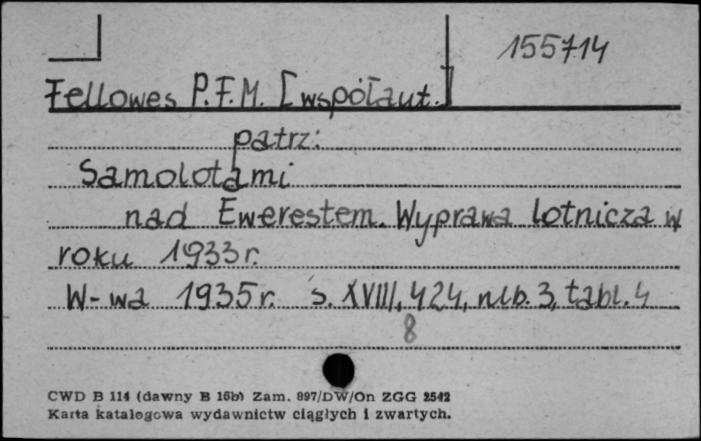 155714
Fellowes P.F.M. [współaut.]
patrz:
Samolotami
nad Ewerestem. Wyprawa lotnicza w
roku 1933 r.
W-wa 1935 r. s. XVIII, 424, nlb. 3, tabl. 4
8
CWD B 114 (dawny B 16b) Zam. 897/DW/On ZGG 2542
Karta katalogowa wydawnictw ciągłych i zwartych.